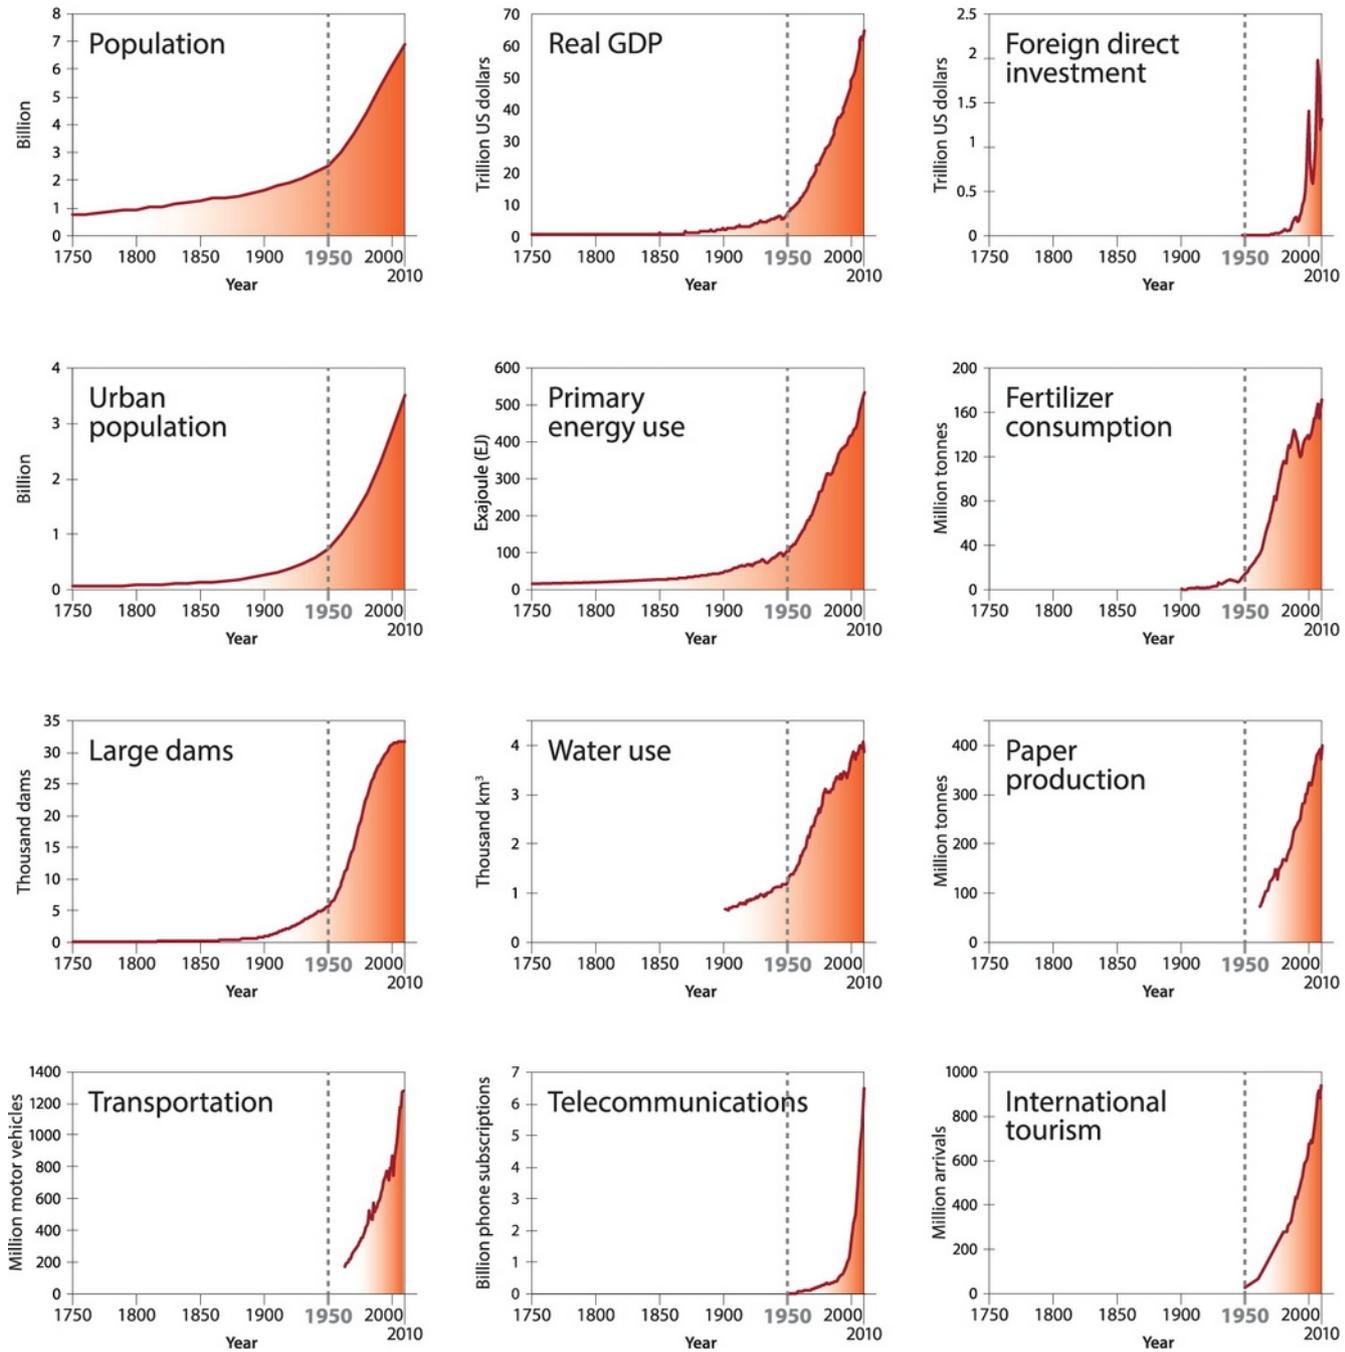 Population
Billion
8
7
6
5
4
3
2
1
0
1750 1800 1850 1900 1950 2000
2010
Year
Real GDP
Trillion US dollars
70
60
50
40
30
20
10
0
1750 1800 1850 1900 1950 2000
2010
Year
Foreign direct
investment
Trillion US dollars
2.5
2
1.5
1
0.5
0
1750 1800 1850 1900 1950 2000
2010
Year
Urban
population
Billion
4
3
2
1
0
1750 1800 1850 1900 1950 2000
2010
Year
Primary
energy use
Exajoule (EJ)
600
500
400
300
200
100
0
1750 1800 1850 1900 1950 2000
2010
Year
Fertilizer
consumption
Million tonnes
200
160
120
80
40
0
1750 1800 1850 1900 1950 2000
2010
Year
Large dams
Thousand dams
35
30
25
20
15
10
5
0
1750 1800 1850 1900 1950 2000
2010
Year
Water use
Thousand km³
4
3
2
1
0
1750 1800 1850 1900 1950 2000
2010
Year
Paper
production
Million tonnes
400
300
200
100
0
1750 1800 1850 1900 1950 2000
2010
Year
Transportation
Million motor vehicles
1400
1200
1000
800
600
400
200
0
1750 1800 1850 1900 1950 2000
2010
Year
Telecommunications
Billion phone subscriptions
7
6
5
4
3
2
1
0
1750 1800 1850 1900 1950 2000
2010
Year
International
tourism
Million arrivals
1000
800
600
400
200
0
1750 1800 1850 1900 1950 2000
2010
Year